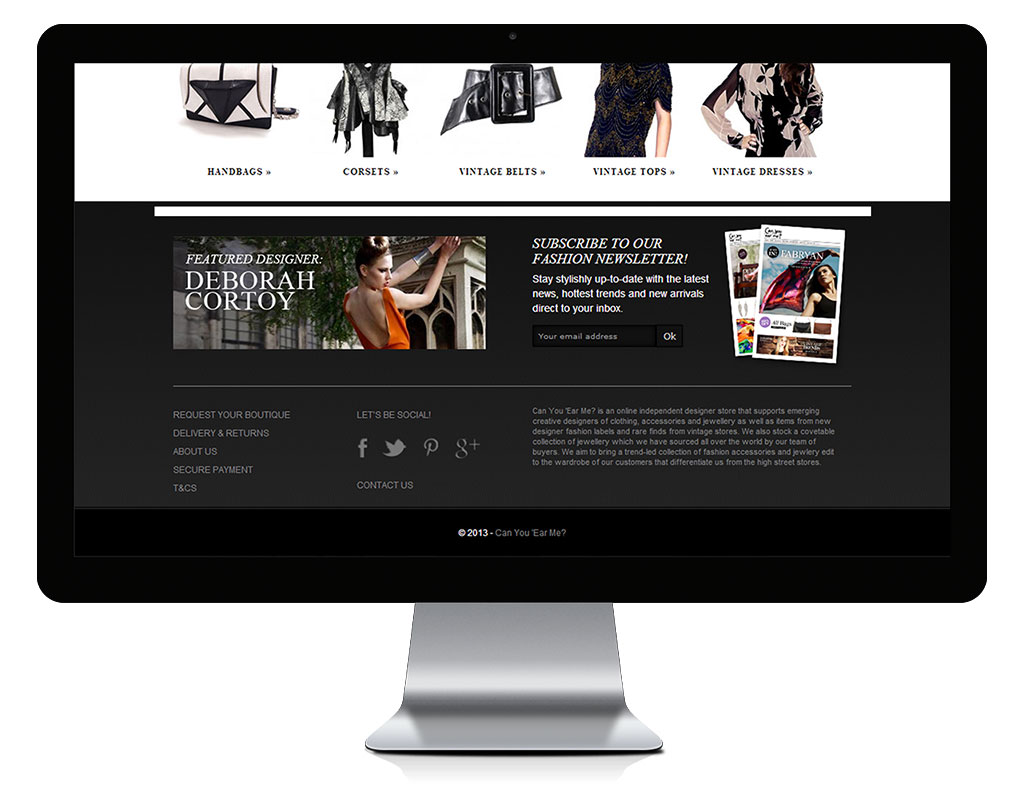 HANDBAGS »
CORSETS »
VINTAGE BELTS »
VINTAGE TOPS »
VINTAGE DRESSES »
FEATURED DESIGNER:
DEBORAH
CORTOY
SUBSCRIBE TO OUR
FASHION NEWSLETTER!
Stay stylishly up-to-date with the latest
news, hottest trends and new arrivals
direct to your inbox.
Your email address
Ok
Can You
'Ear Me?
FABRYAN
All Bags
REQUEST YOUR BOUTIQUE
DELIVERY & RETURNS
ABOUT US
SECURE PAYMENT
T&CS
LET'S BE SOCIAL!
CONTACT US
Can You 'Ear Me? is an online independent designer store that supports emerging
creative designers of clothing, accessories and jewellery as well as items from new
designer fashion labels and rare finds from vintage stores. We also stock a covetable
collection of jewellery which we have sourced all over the world by our team of
buyers. We aim to bring a trend-led collection of fashion accessories and jewlery edit
to the wardrobe of our customers that differentiate us from the high street stores.
© 2013 - Can You 'Ear Me?